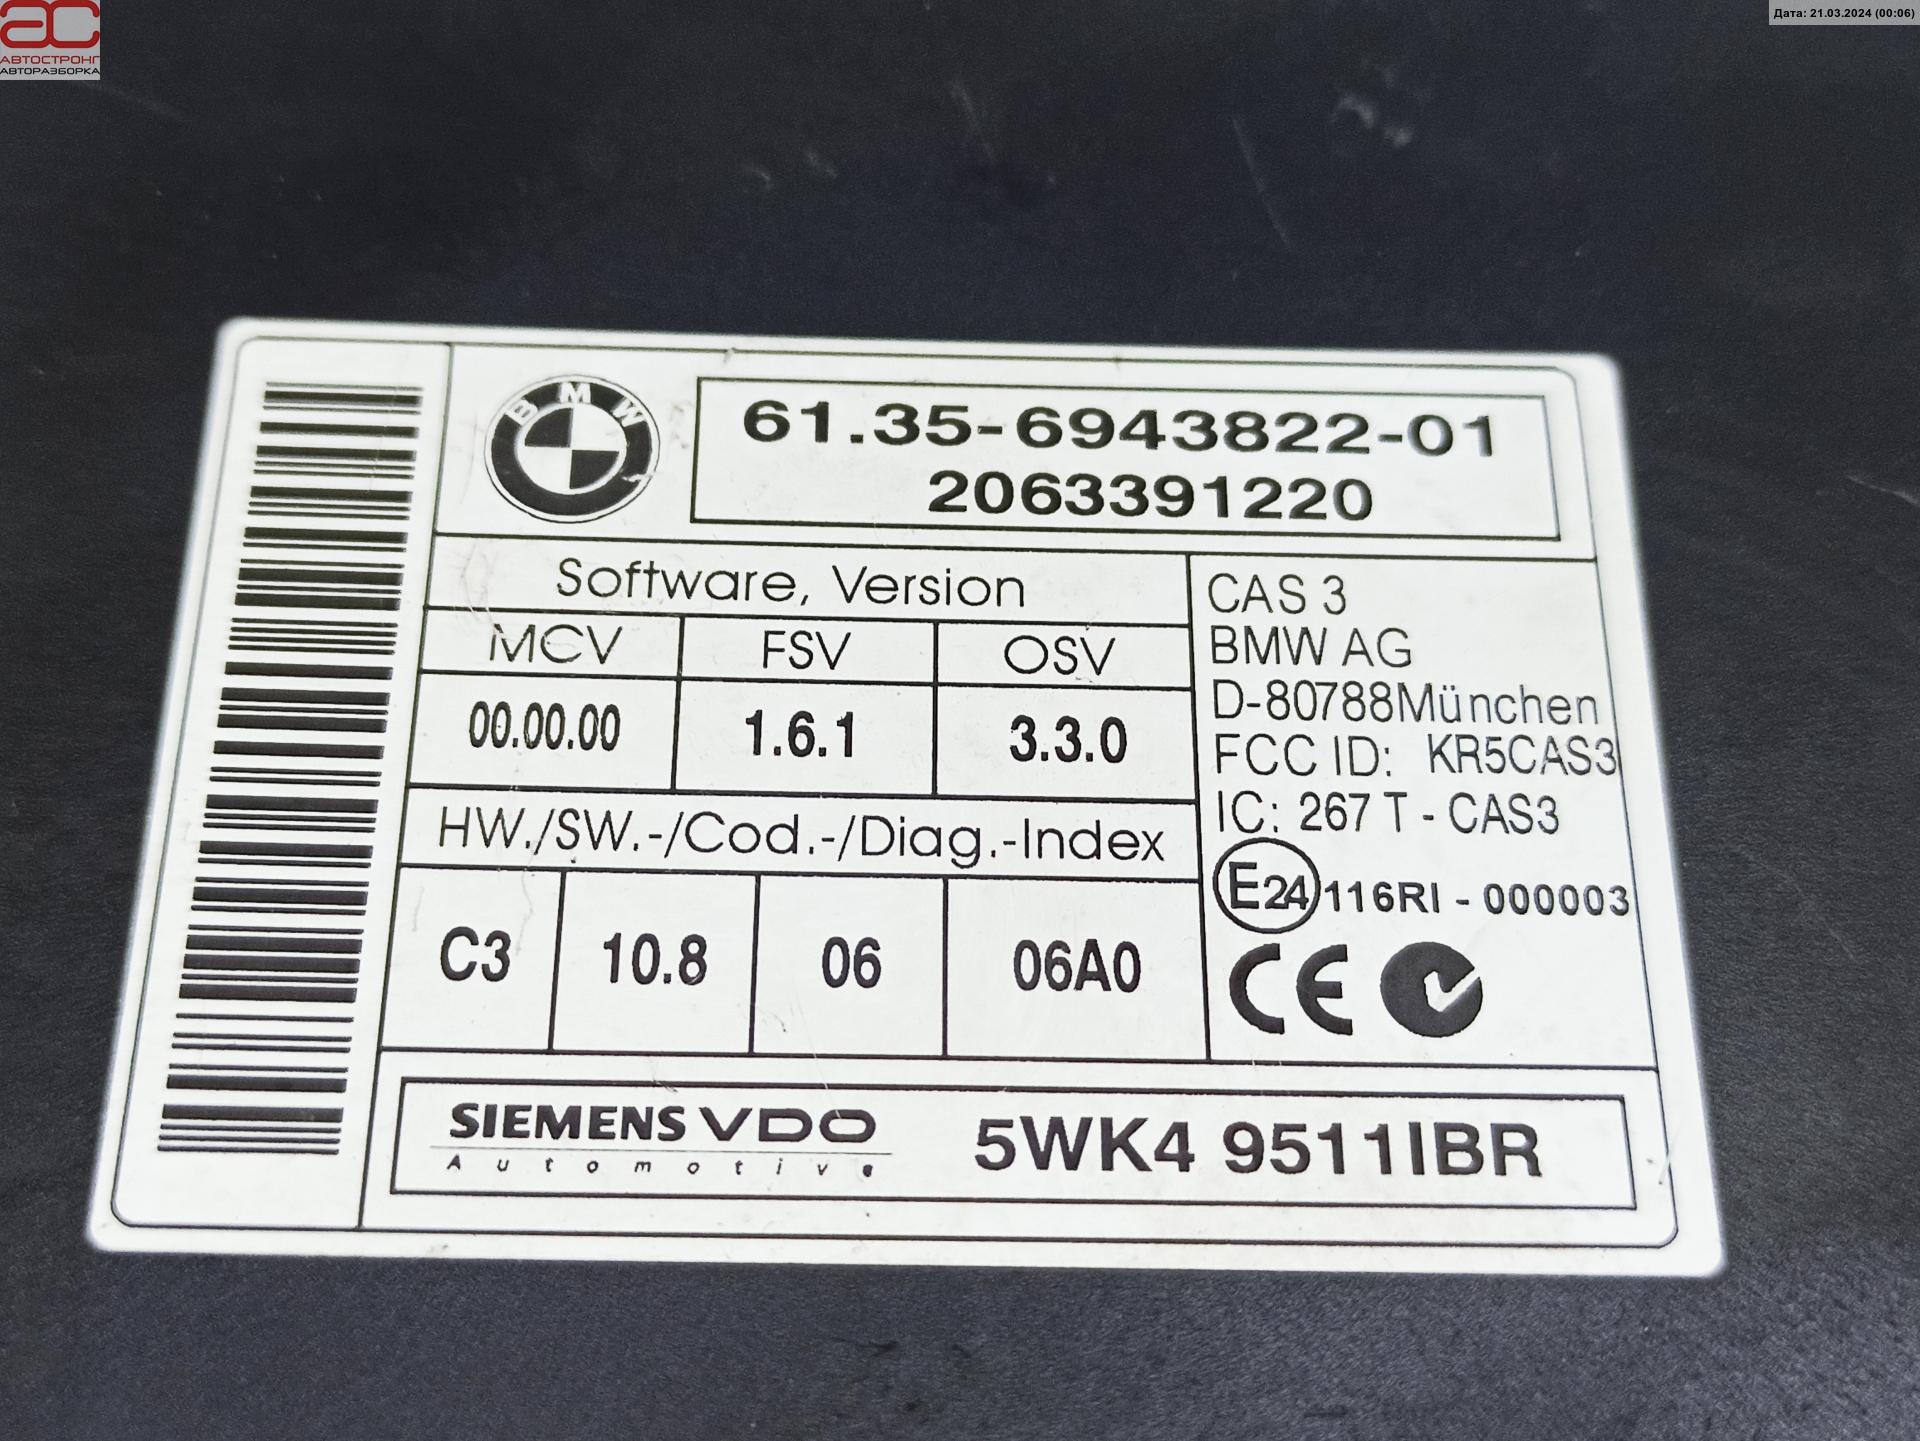 АВТОСТРОНГ
АВТОРАЗБОРКА
Дата: 21.03.2024 (00:06)
BMW
61.35-6943822-01
2063391220
Software, Version
MCV FSV OSV
00.00.00 1.6.1 3.3.0
HW./SW.-/Cod.-/Diag.-Index
C3 10.8 06 06A0
CAS 3
BMW AG
D-80788München
FCC ID: KR5CAS3
IC: 267 T - CAS3
E24 116RI - 000003
CE
SIEMENS VDO
Automotive
5WK4 9511IBR